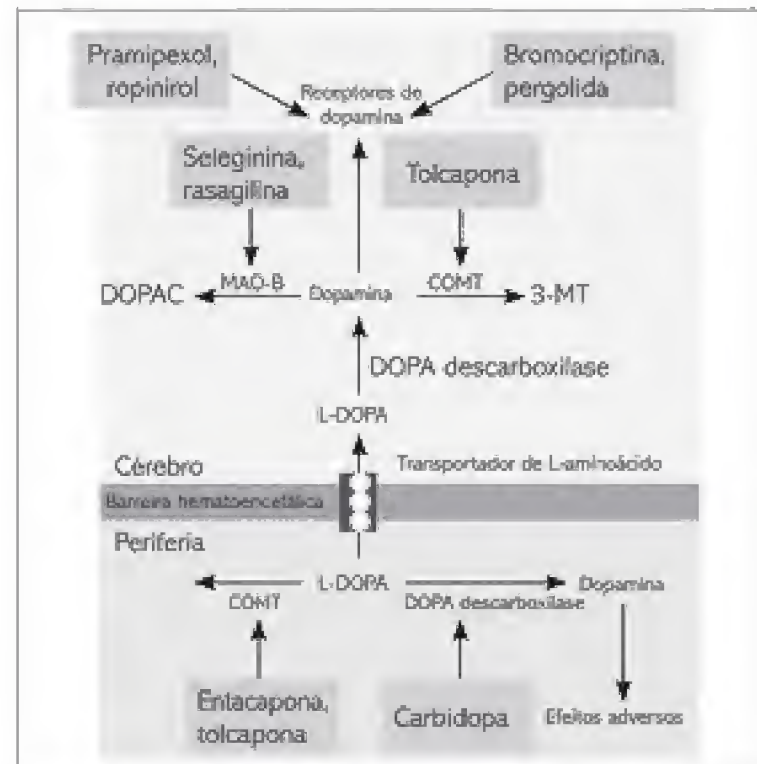 Pramipexol,
ropinirol
Bromocriptina,
pergolida
Receptores de
dopamina
Seleginina,
rasagilina
Tolcapona
DOPAC
MAO-B
Dopamina
COMT
3-MT
DOPA descarboxilase
L-DOPA
Cérebro
Transportador de L-aminoácido
Barreira hematoencefálica
Periferia
L-DOPA
Dopamina
COMT
DOPA descarboxilase
Entacapona,
tolcapona
Carbidopa
Efeitos adversos